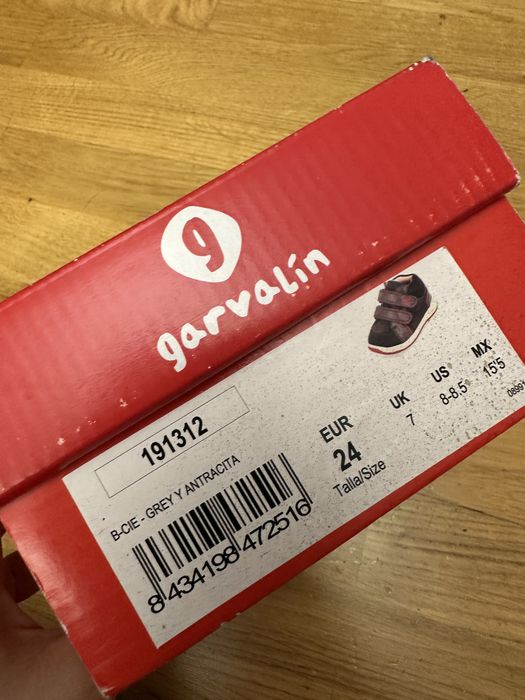 g
garvalín
191312
B-CIE - GREY Y ANTRACITA
8 434198 472516
EUR
24
Talla/Size
UK
7
US
8-8.5
MX
15'5